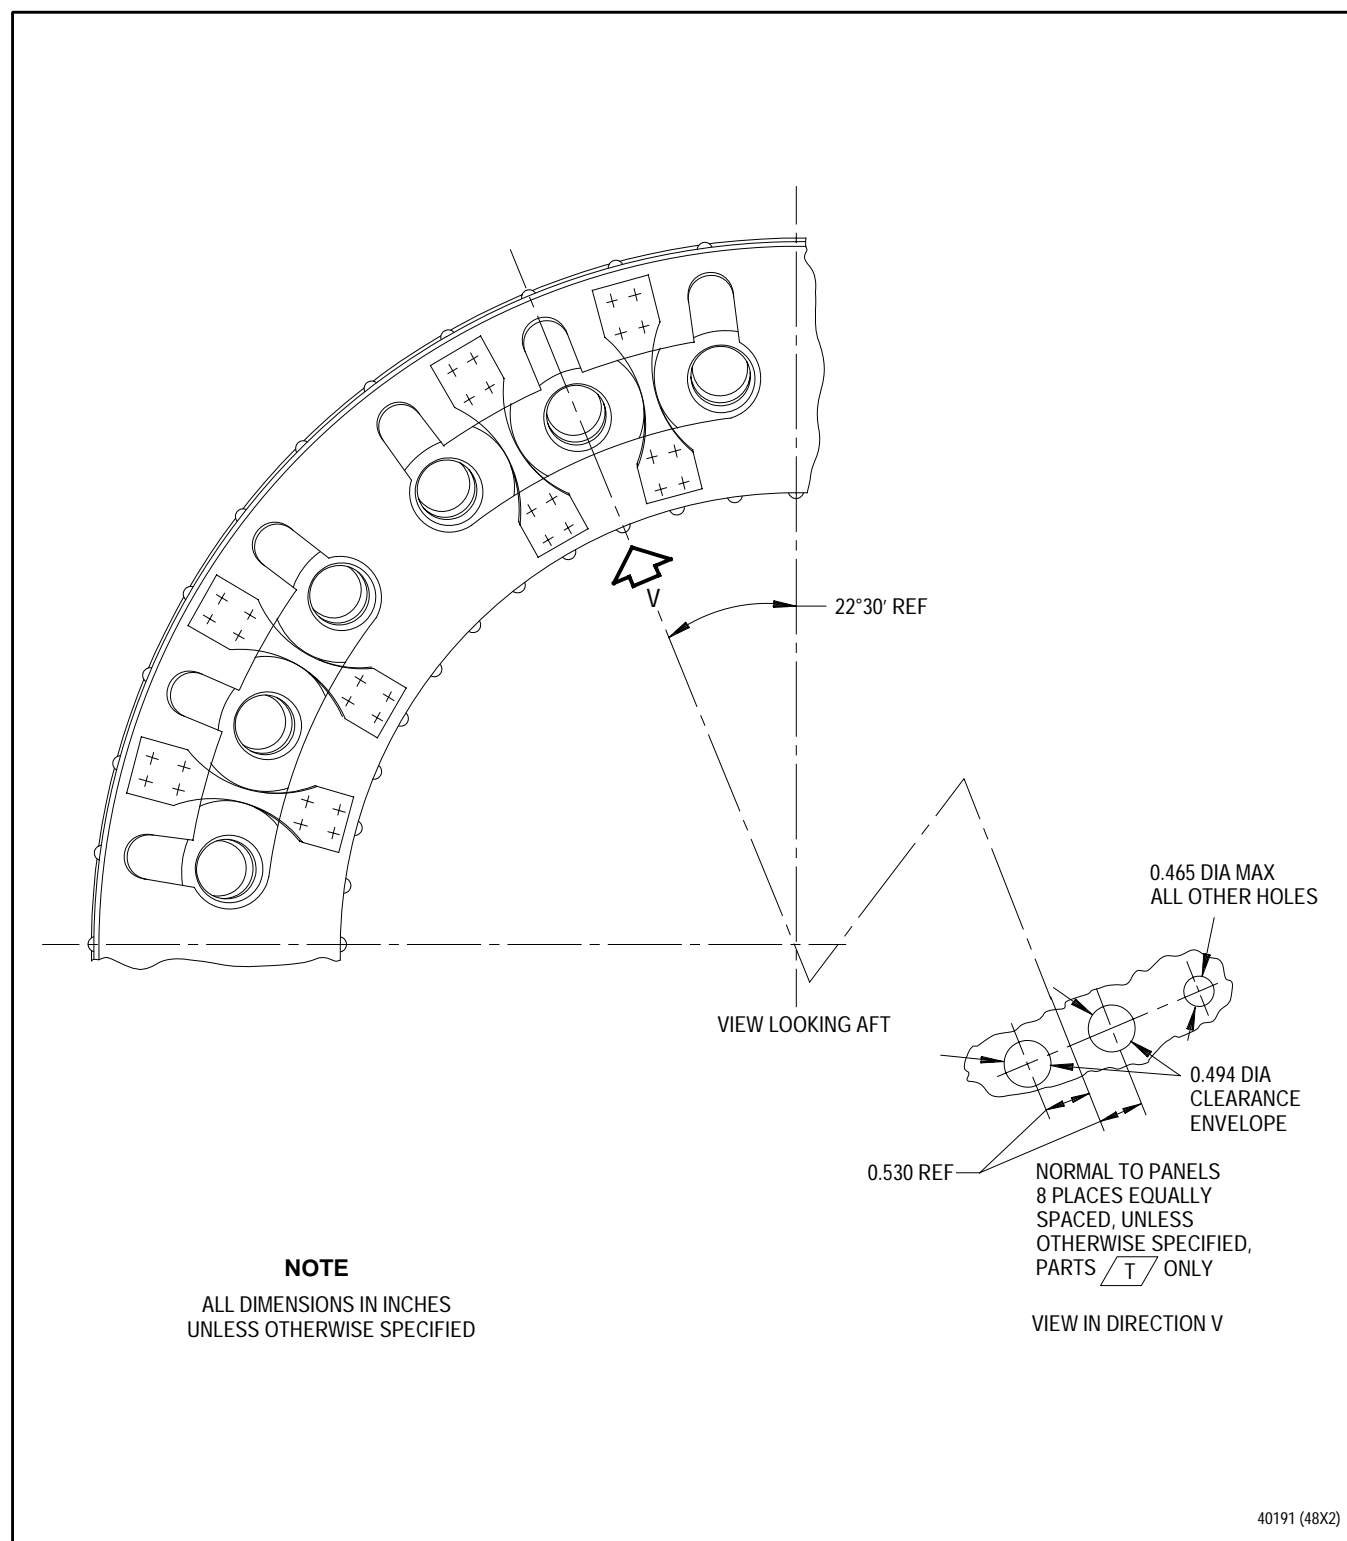 V
22°30′ REF
0.465 DIA MAX
ALL OTHER HOLES
VIEW LOOKING AFT
0.494 DIA
CLEARANCE
ENVELOPE
0.530 REF
NORMAL TO PANELS
8 PLACES EQUALLY
SPACED, UNLESS
OTHERWISE SPECIFIED,
PARTS T ONLY
VIEW IN DIRECTION V
NOTE
ALL DIMENSIONS IN INCHES
UNLESS OTHERWISE SPECIFIED
40191 (48X2)